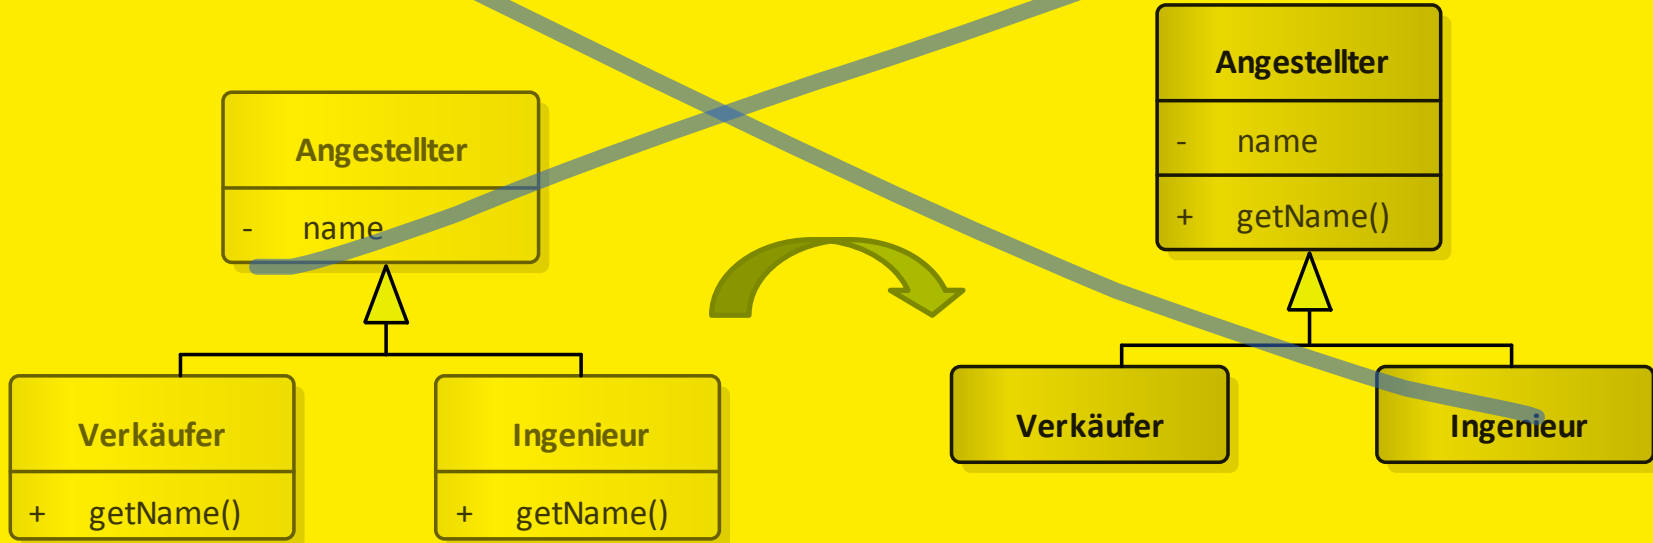 Angestellter
- name
Verkäufer
+ getName()
Ingenieur
+ getName()
Angestellter
- name
+ getName()
Verkäufer
Ingenieur